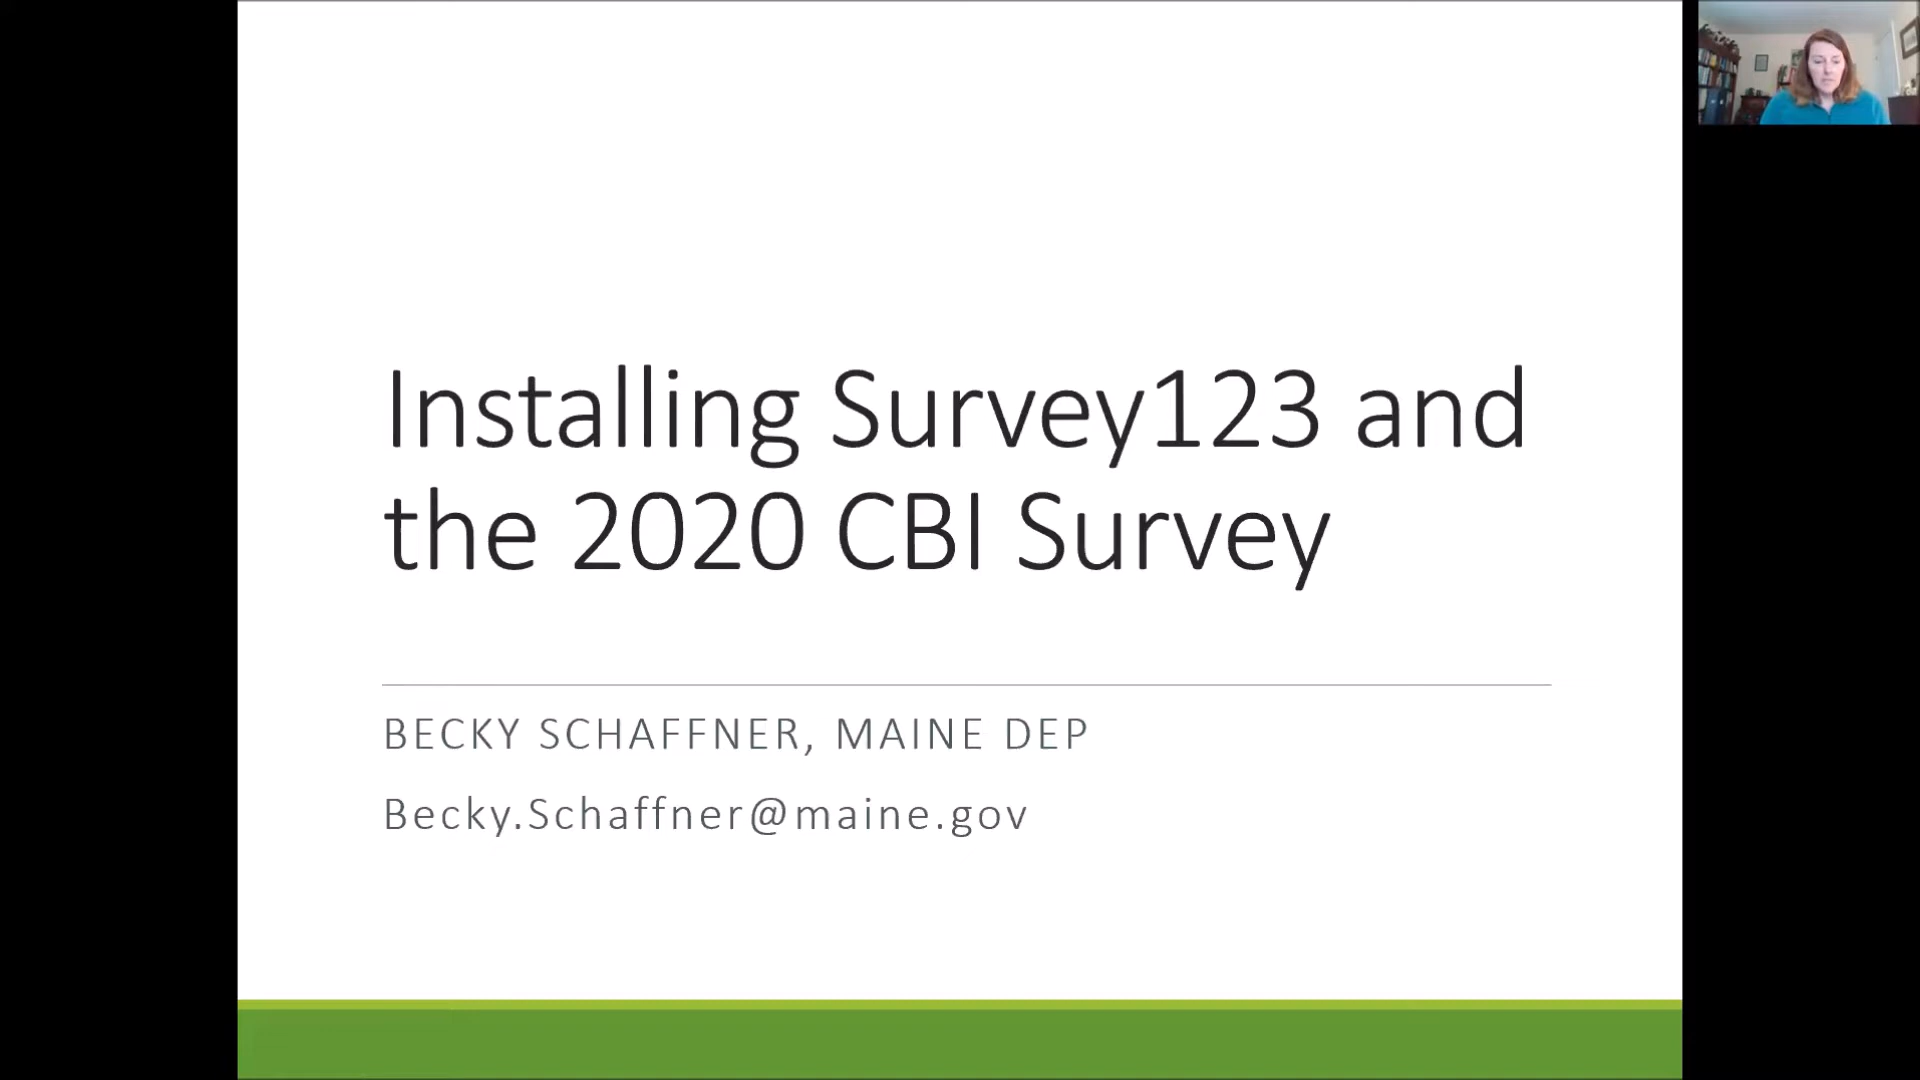 Installing Survey123 and
the 2020 CBI Survey
BECKY SCHAFFNER, MAINE DEP
Becky.Schaffner@maine.gov